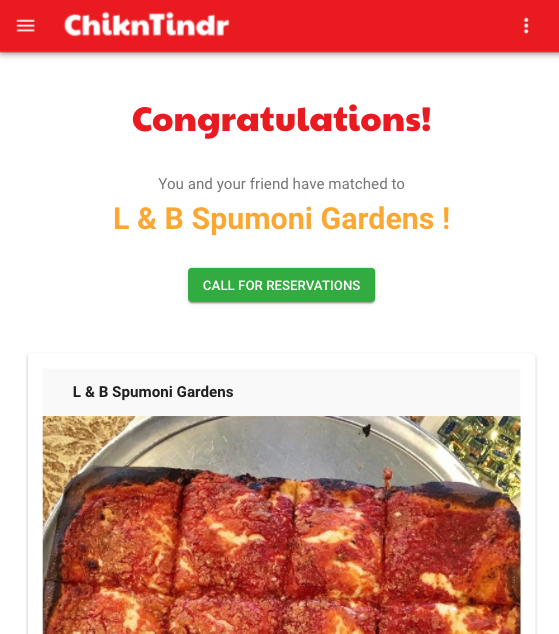 ChiknTindr
Congratulations!
You and your friend have matched to
L & B Spumoni Gardens !
CALL FOR RESERVATIONS
L & B Spumoni Gardens